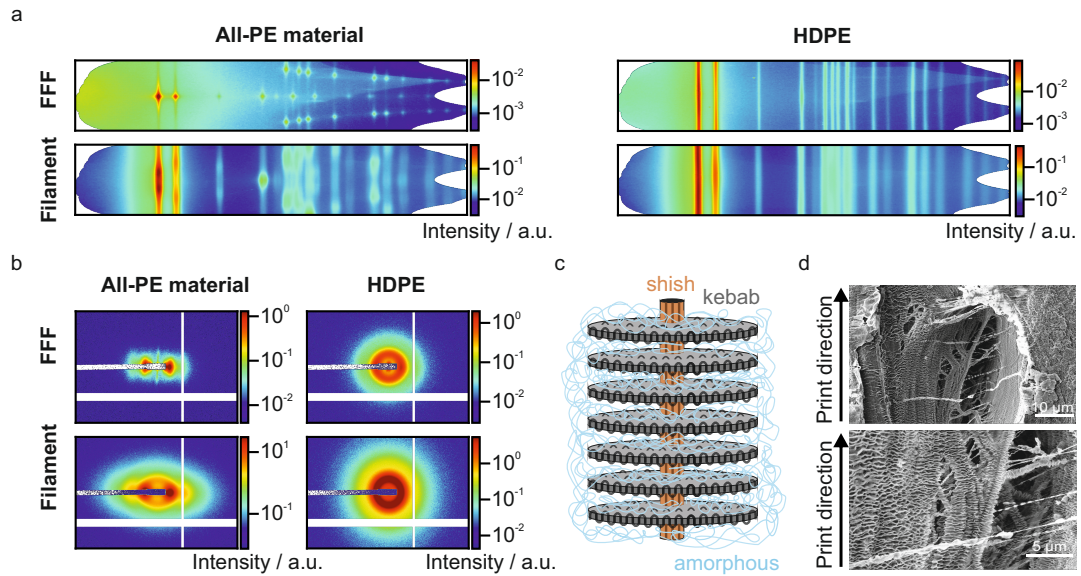 a
All-PE material
HDPE
FFF
10⁻²
10⁻³
10⁻²
10⁻³
Filament
10⁻¹
10⁻²
10⁻¹
10⁻²
Intensity / a.u.
Intensity / a.u.
b
All-PE material
HDPE
FFF
10⁰
10⁻¹
10⁻²
10⁰
10⁻¹
10⁻²
Filament
10¹
10⁻¹
10⁰
10⁻¹
10⁻²
Intensity / a.u.
Intensity / a.u.
c
shish
kebab
amorphous
d
Print direction
10 µm
Print direction
5 µm